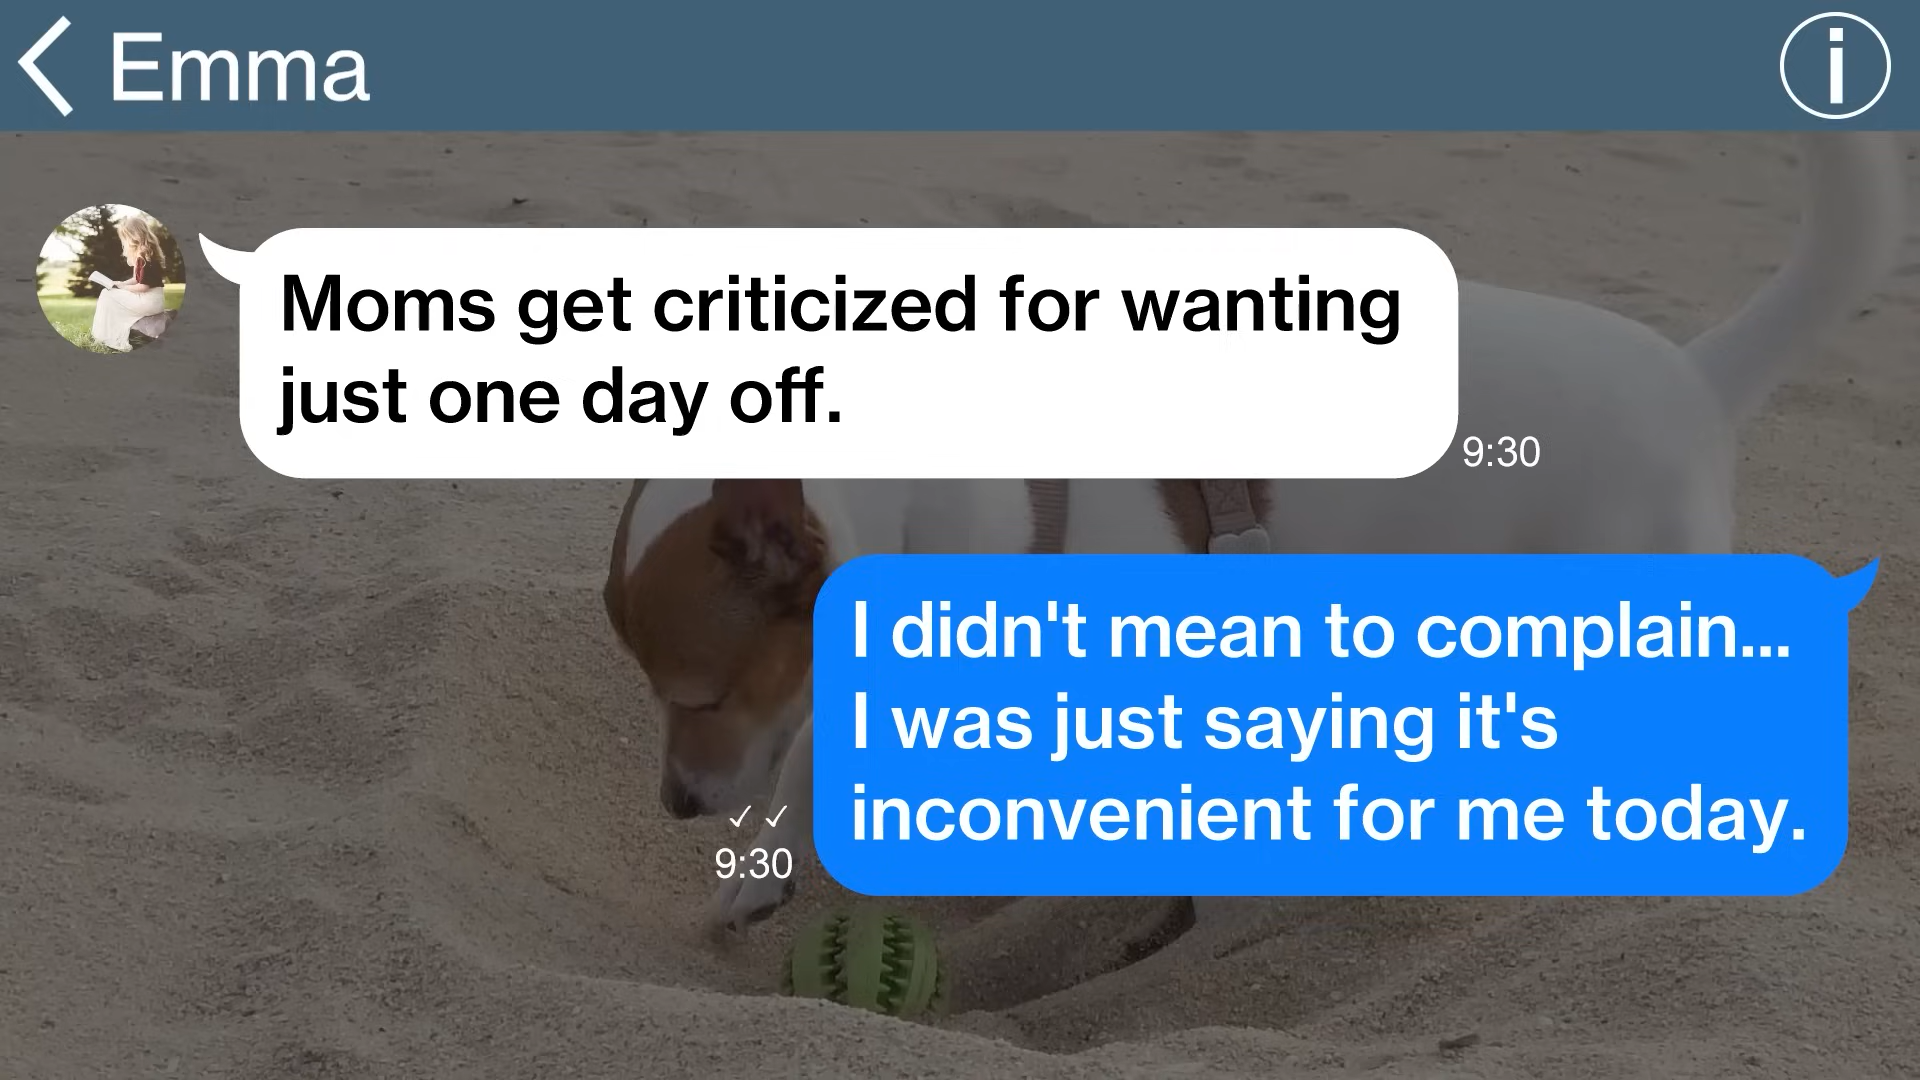 Emma
Moms get criticized for wanting
just one day off.
9:30
I didn't mean to complain...
I was just saying it's
inconvenient for me today.
9:30